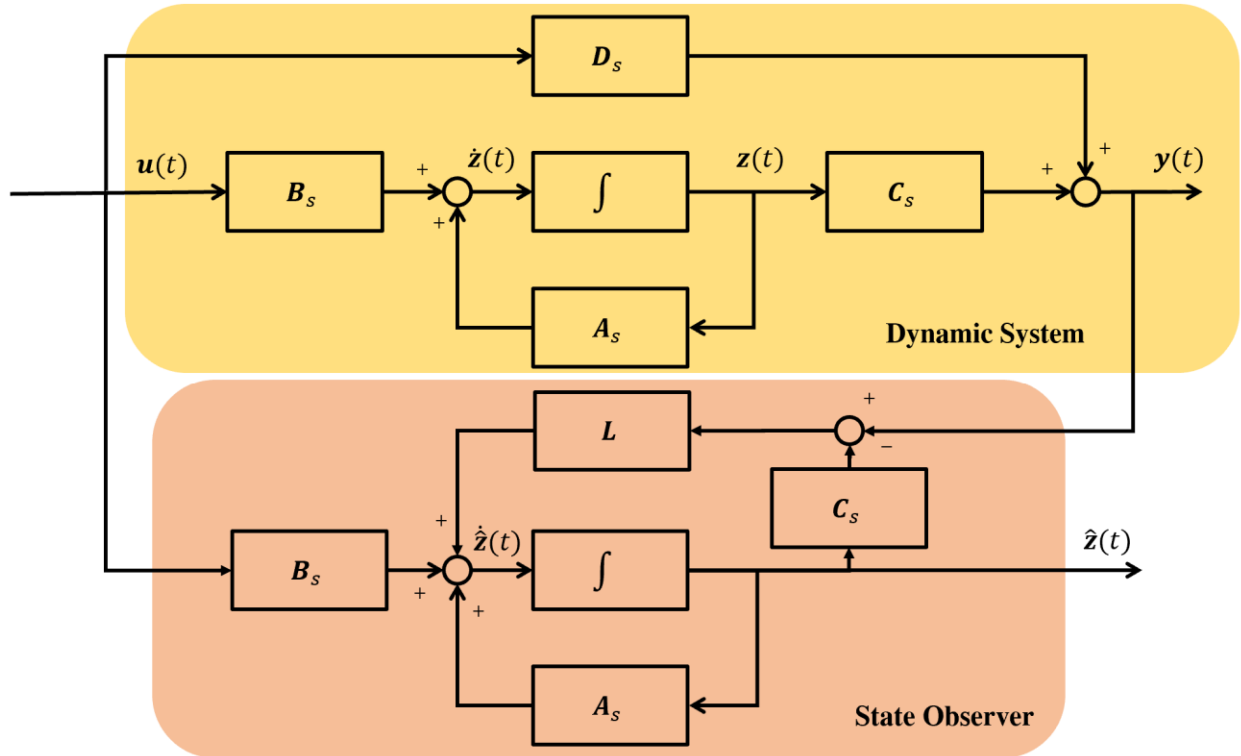 D_s
u(t)
B_s
+
ż(t)
+
∫
z(t)
C_s
+
+
y(t)
A_s
Dynamic System
L
+
−
C_s
B_s
+
+
ẑ̇(t)
+
∫
ẑ(t)
A_s
State Observer